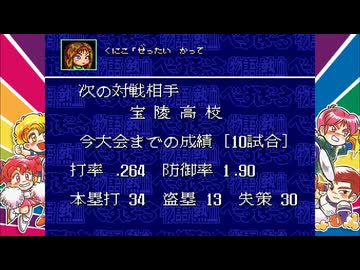 くにこ「せったい かって
次の対戦相手
宝陵高校
今大会までの成績 [10試合]
打率 .264 防御率 1.90
本塁打 34 盗塁 13 失策 30